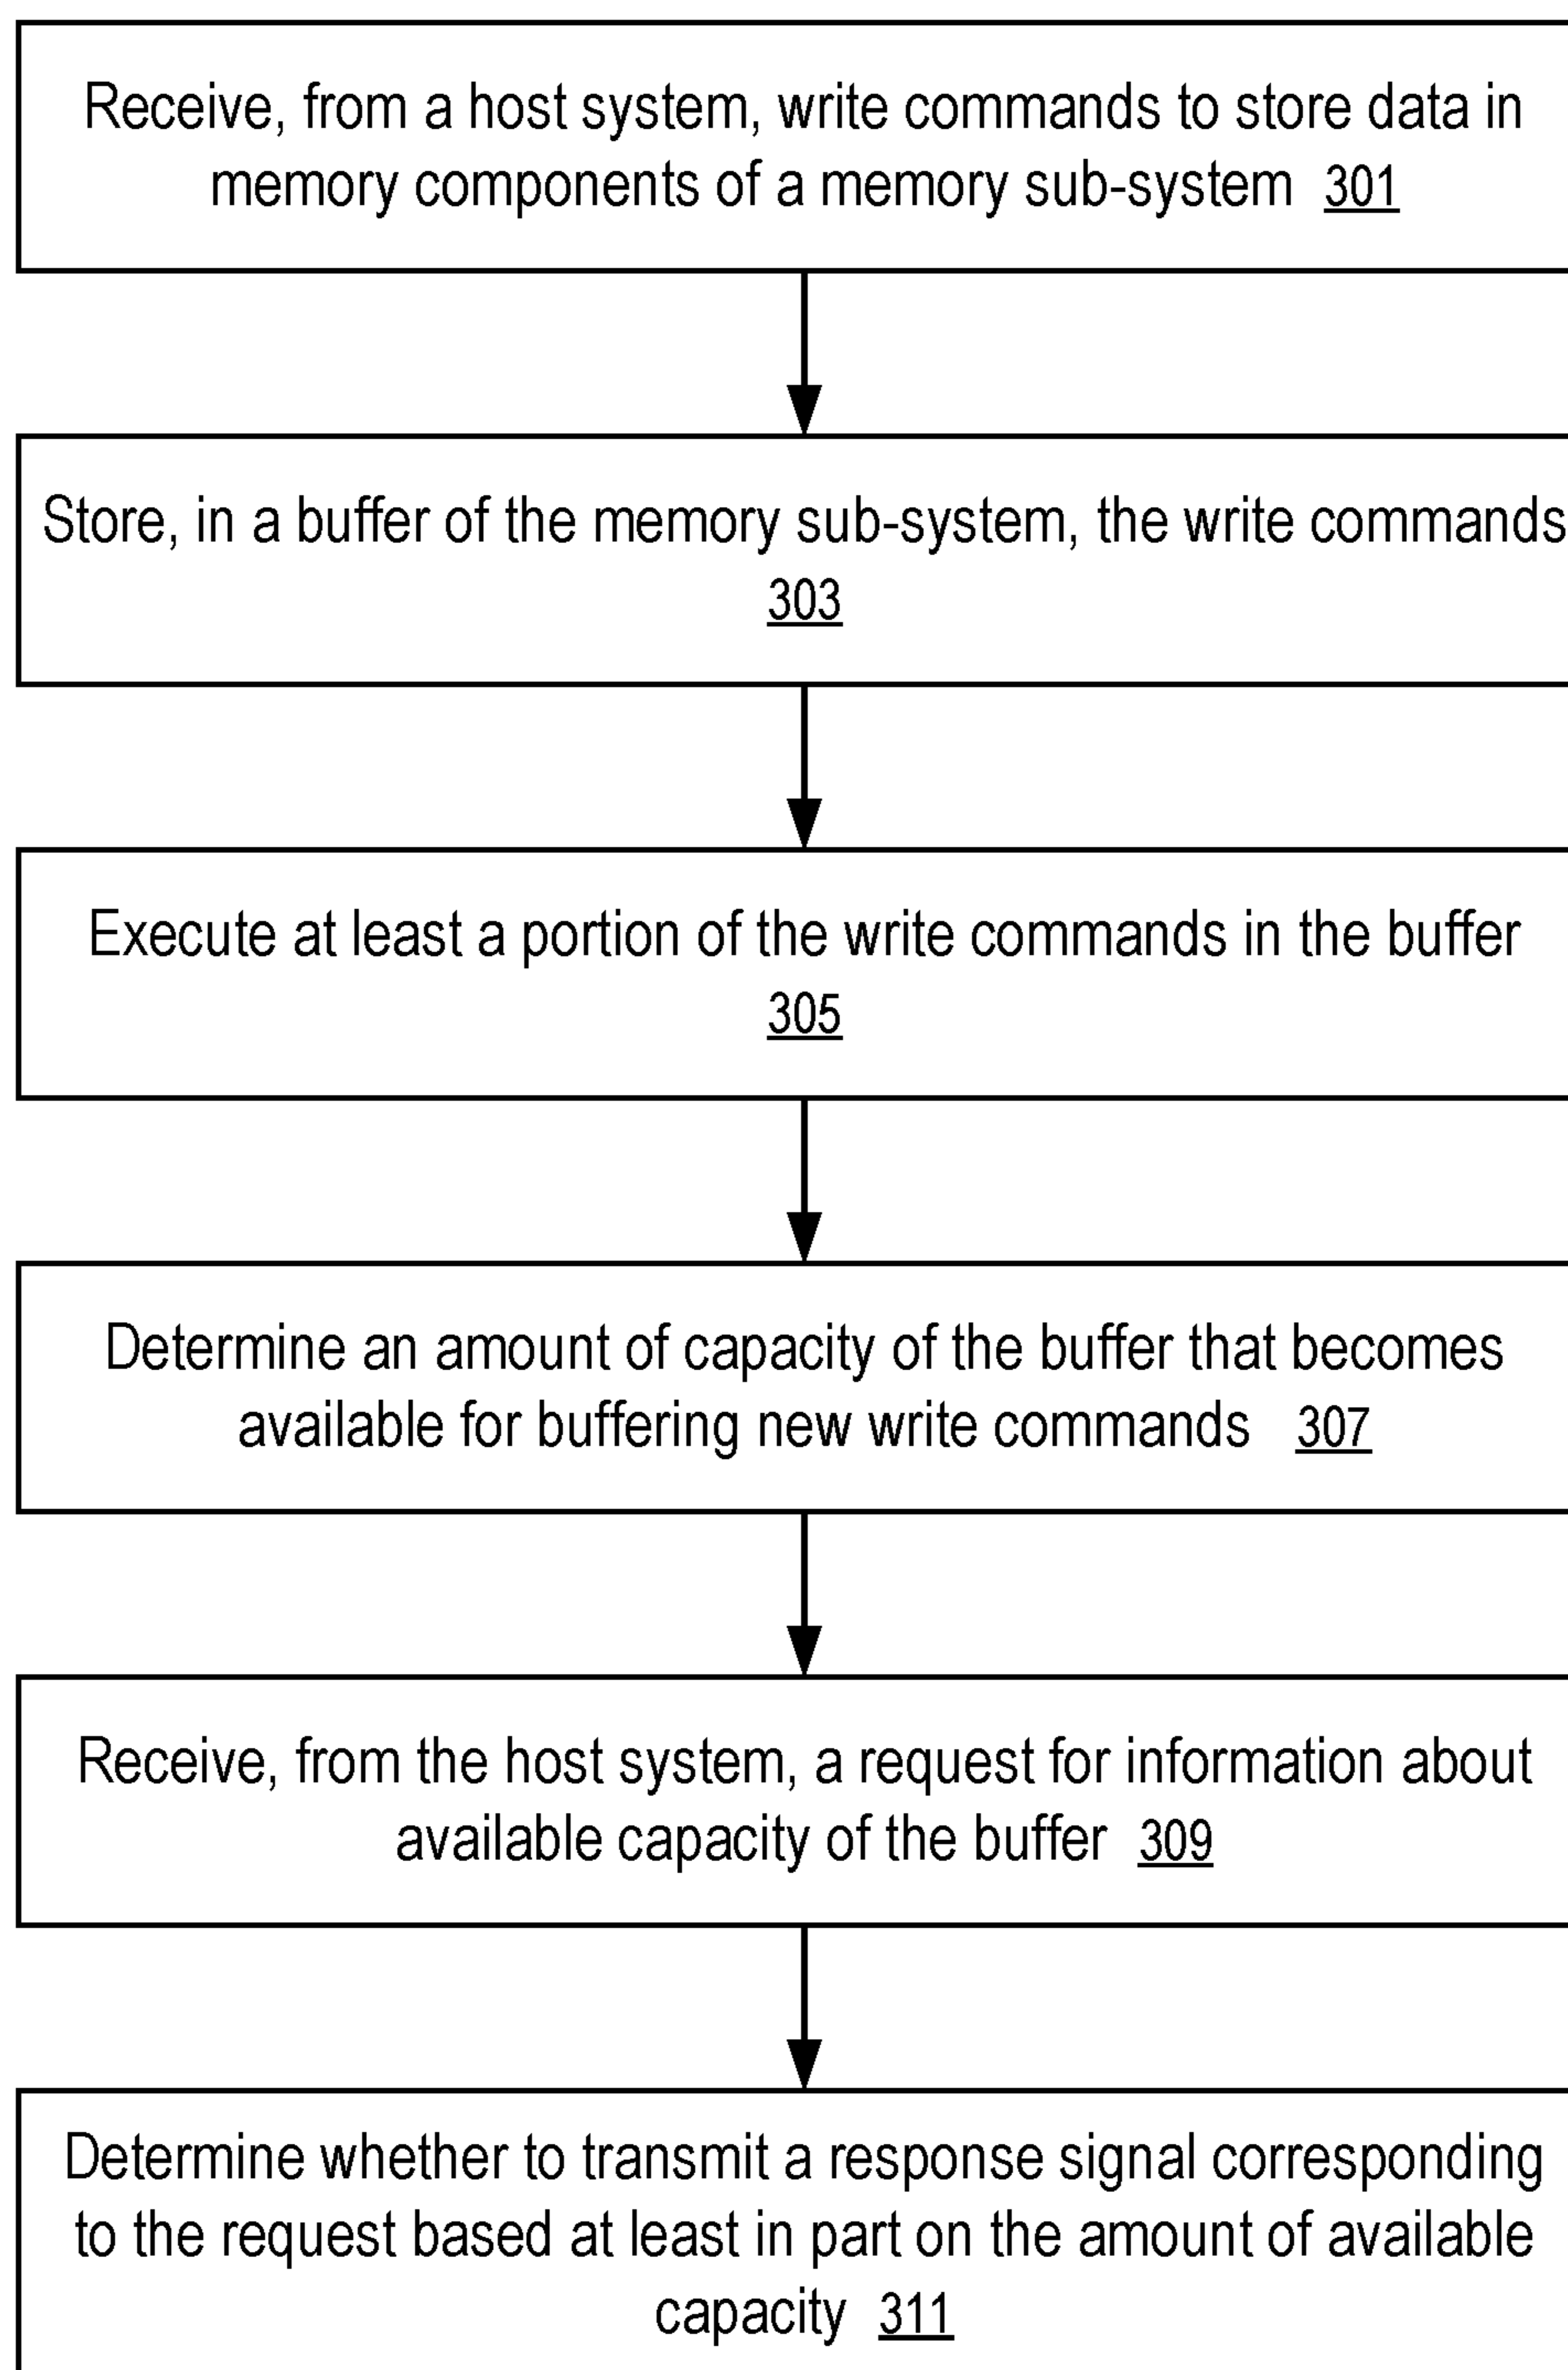 Receive, from a host system, write commands to store data in
memory components of a memory sub-system 301
Store, in a buffer of the memory sub-system, the write commands
303
Execute at least a portion of the write commands in the buffer
305
Determine an amount of capacity of the buffer that becomes
available for buffering new write commands 307
Receive, from the host system, a request for information about
available capacity of the buffer 309
Determine whether to transmit a response signal corresponding
to the request based at least in part on the amount of available
capacity 311